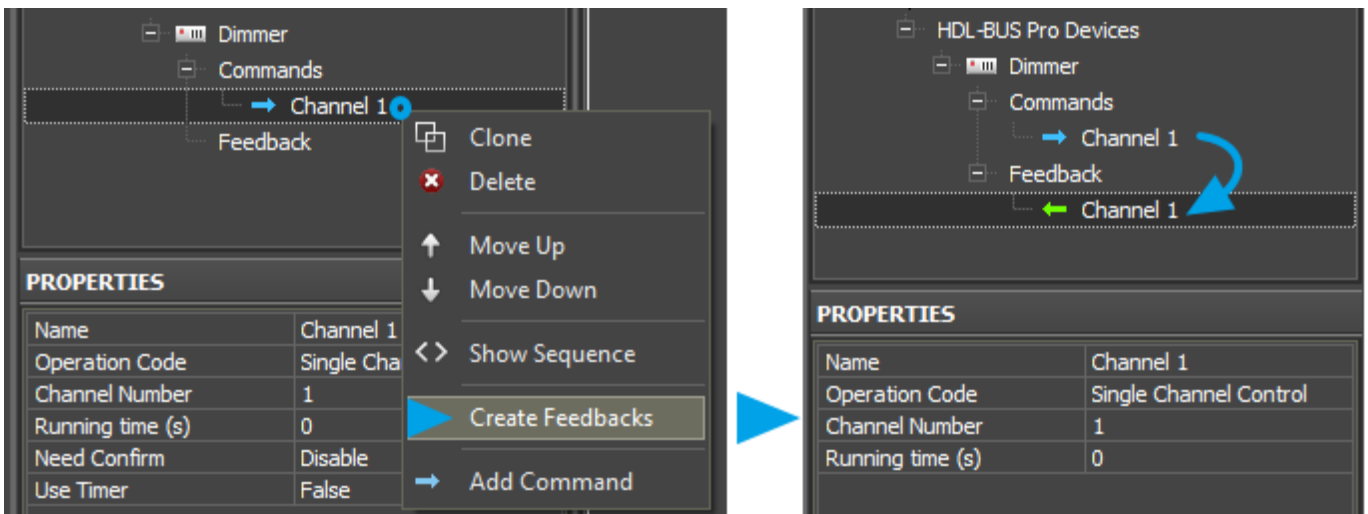 Dimmer
Commands
Channel 1
Feedback
Clone
Delete
Move Up
Move Down
Show Sequence
Create Feedbacks
Add Command
PROPERTIES
Name Channel 1
Operation Code Single Cha
Channel Number 1
Running time (s) 0
Need Confirm Disable
Use Timer False
HDL-BUS Pro Devices
Dimmer
Commands
Channel 1
Feedback
Channel 1
PROPERTIES
Name Channel 1
Operation Code Single Channel Control
Channel Number 1
Running time (s) 0